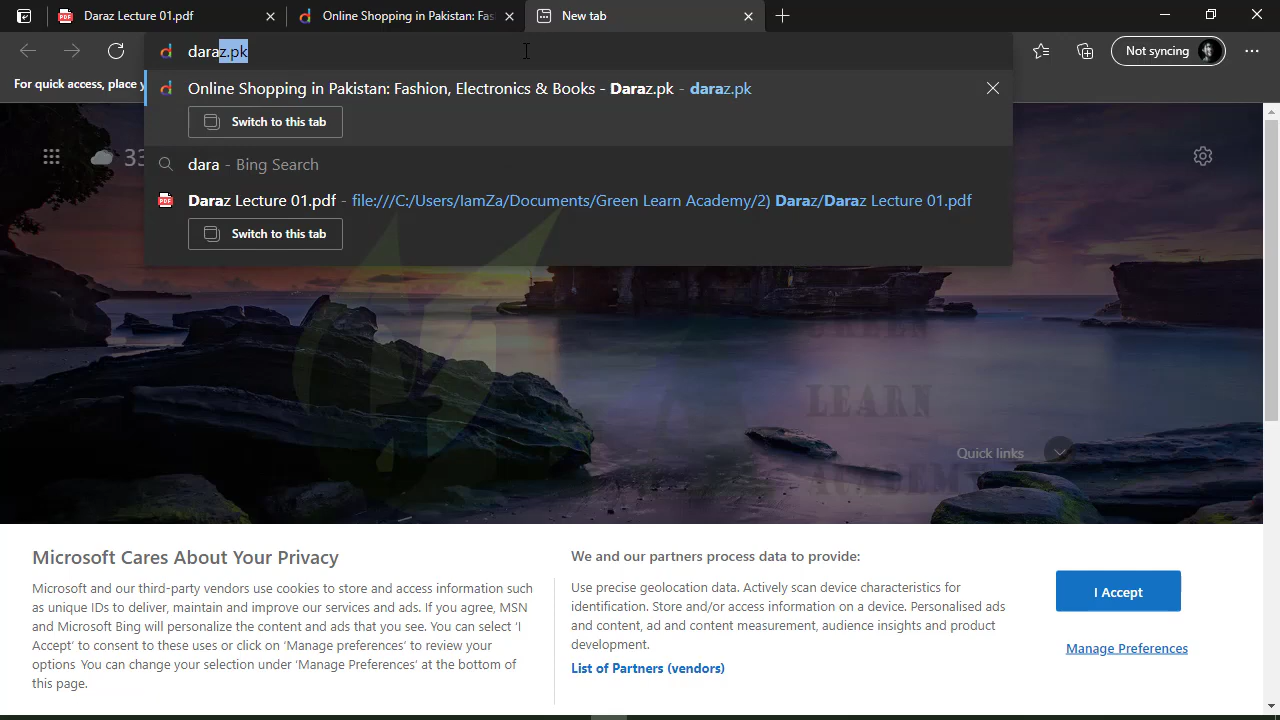 Daraz Lecture 01.pdf
Online Shopping in Pakistan: Fas
New tab
daraz.pk
Not syncing
For quick access, place y
Online Shopping in Pakistan: Fashion, Electronics & Books - Daraz.pk - daraz.pk
Switch to this tab
33
dara - Bing Search
Daraz Lecture 01.pdf - file:///C:/Users/IamZa/Documents/Green Learn Academy/2) Daraz/Daraz Lecture 01.pdf
Switch to this tab
GREEN
LEARN
ACADEMY
Quick links
Microsoft Cares About Your Privacy
Microsoft and our third-party vendors use cookies to store and access information such
as unique IDs to deliver, maintain and improve our services and ads. If you agree, MSN
and Microsoft Bing will personalize the content and ads that you see. You can select 'I
Accept' to consent to these uses or click on 'Manage preferences' to review your
options You can change your selection under 'Manage Preferences' at the bottom of
this page.
We and our partners process data to provide:
Use precise geolocation data. Actively scan device characteristics for
identification. Store and/or access information on a device. Personalised ads
and content, ad and content measurement, audience insights and product
development.
List of Partners (vendors)
I Accept
Manage Preferences